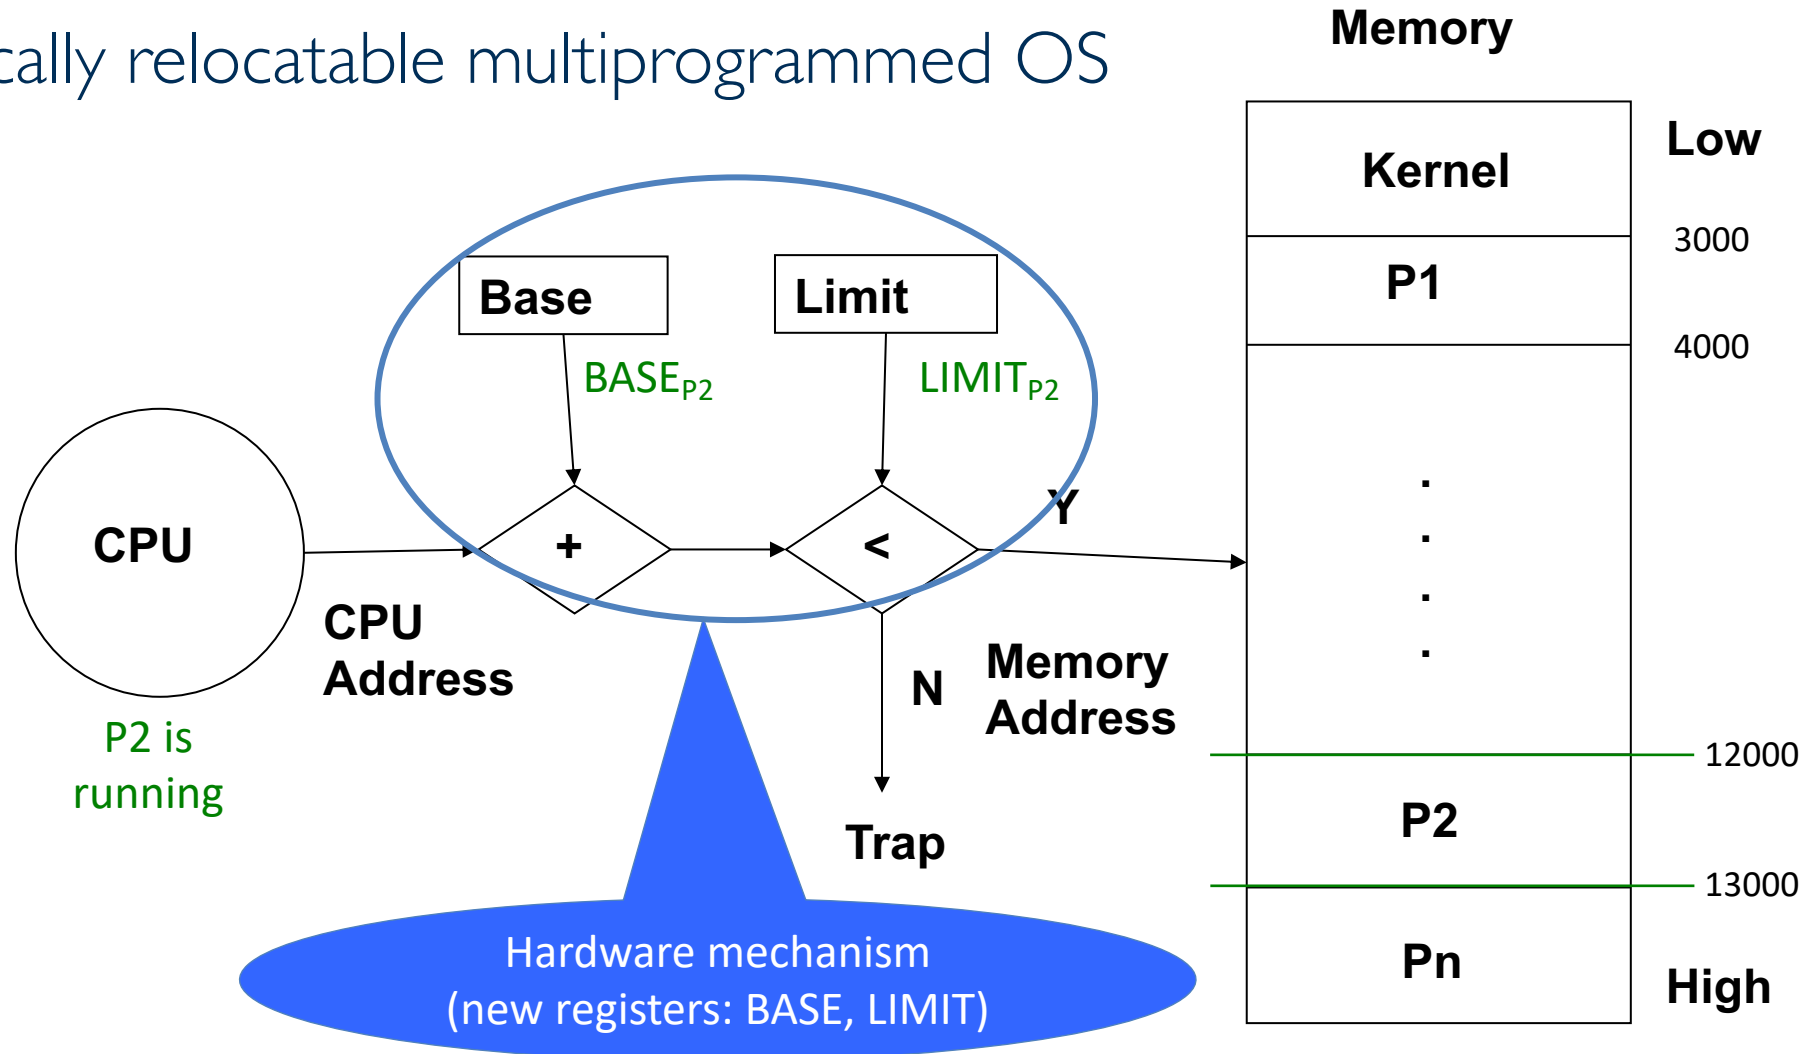 relocatable multiprogrammed OS
Memory
Low
Kernel
3000
P1
4000
Base
Limit
BASEP2
LIMITP2
CPU
+
<
Y
CPU
Address
N
Memory
Address
P2 is
running
Trap
.
.
.
.
12000
P2
13000
Pn
High
Hardware mechanism
(new registers: BASE, LIMIT)